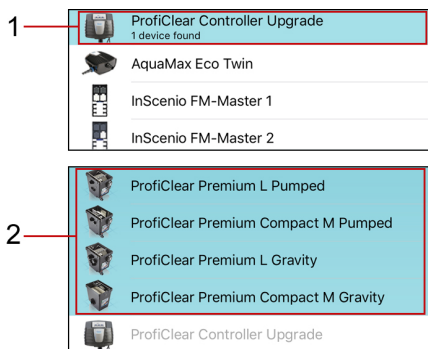 1
ProfiClear Controller Upgrade
1 device found
AquaMax Eco Twin
InScenio FM-Master 1
InScenio FM-Master 2
2
ProfiClear Premium L Pumped
ProfiClear Premium Compact M Pumped
ProfiClear Premium L Gravity
ProfiClear Premium Compact M Gravity
ProfiClear Controller Upgrade